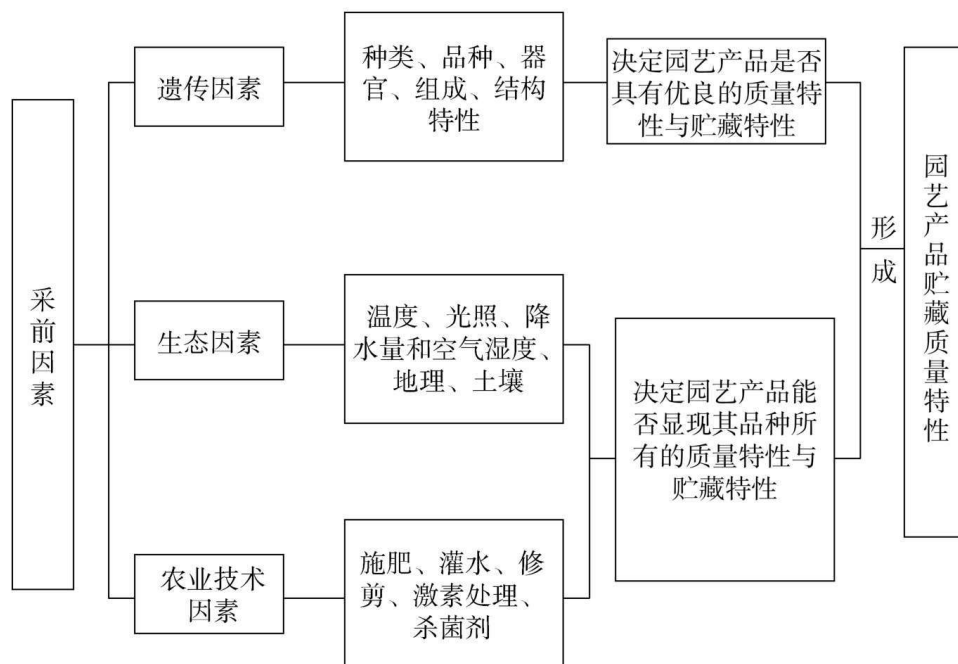 采前因素
遗传因素
种类、品种、器
官、组成、结构
特性
决定园艺产品是否
具有优良的质量特
性与贮藏特性
生态因素
温度、光照、降
水量和空气湿度、
地理、土壤
农业技术
因素
施肥、灌水、修
剪、激素处理、
杀菌剂
决定园艺产品能
否显现其品种所
有的质量特性与
贮藏特性
形成
园艺产品贮藏质量特性